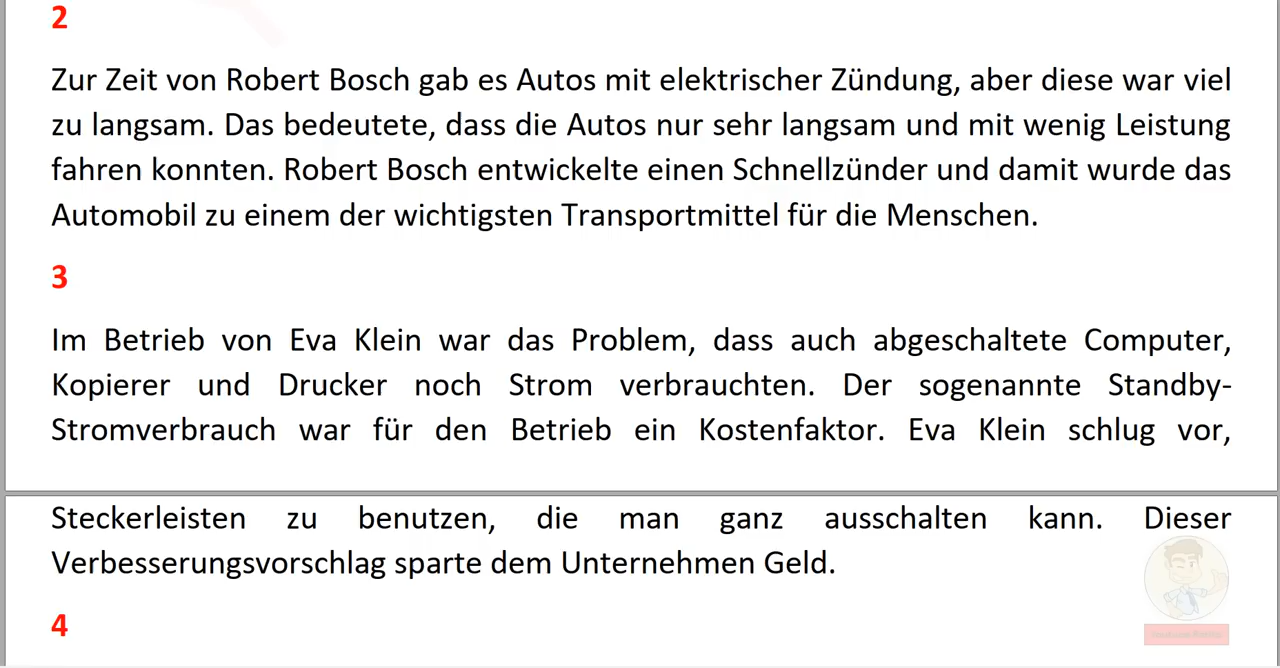 2
Zur Zeit von Robert Bosch gab es Autos mit elektrischer Zündung, aber diese war viel
zu langsam. Das bedeutete, dass die Autos nur sehr langsam und mit wenig Leistung
fahren konnten. Robert Bosch entwickelte einen Schnellzünder und damit wurde das
Automobil zu einem der wichtigsten Transportmittel für die Menschen.
3
Im Betrieb von Eva Klein war das Problem, dass auch abgeschaltete Computer,
Kopierer und Drucker noch Strom verbrauchten. Der sogenannte Standby-
Stromverbrauch war für den Betrieb ein Kostenfaktor. Eva Klein schlug vor,
Steckerleisten zu benutzen, die man ganz ausschalten kann. Dieser
Verbesserungsvorschlag sparte dem Unternehmen Geld.
4